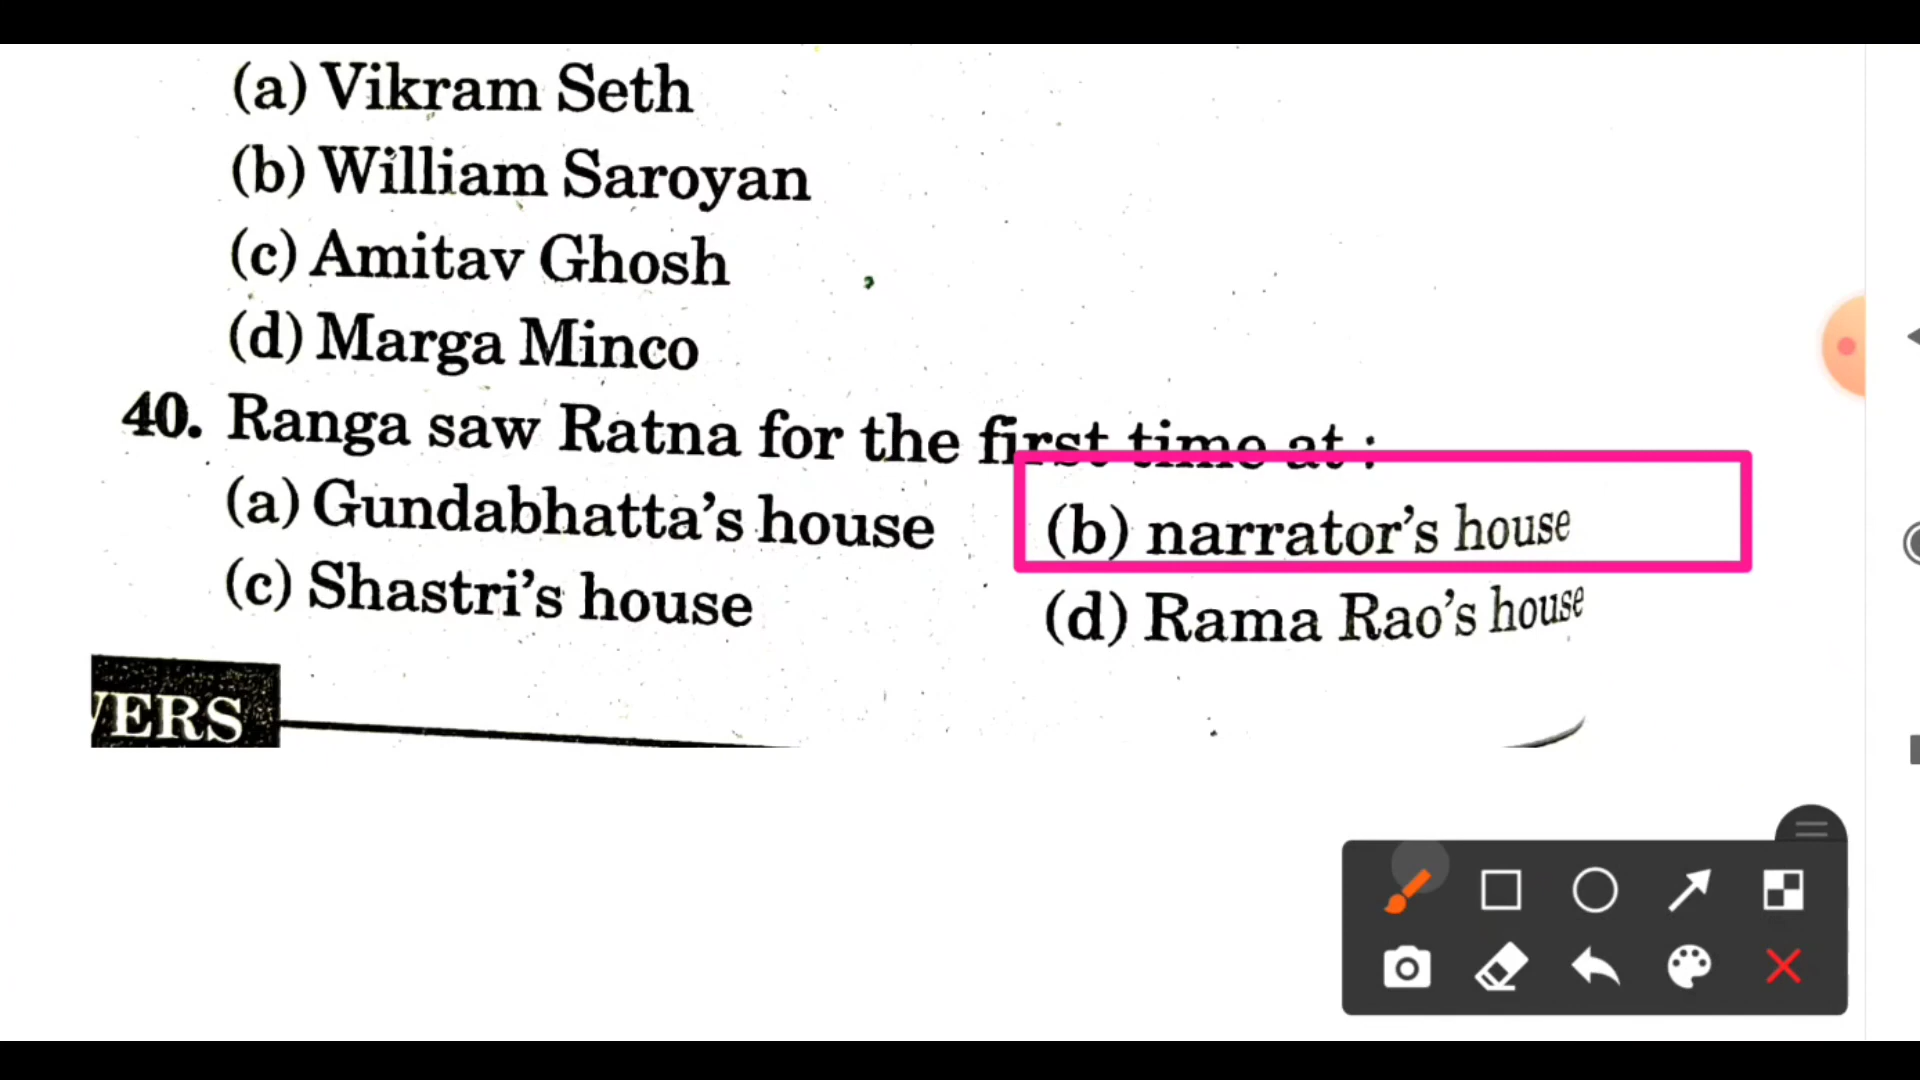 (a) Vikram Seth
(b) William Saroyan
(c) Amitav Ghosh
(d) Marga Minco
40. Ranga saw Ratna for the first time at :
(a) Gundabhatta's house (b) narrator's house
(c) Shastri's house (d) Rama Rao's house
VERS